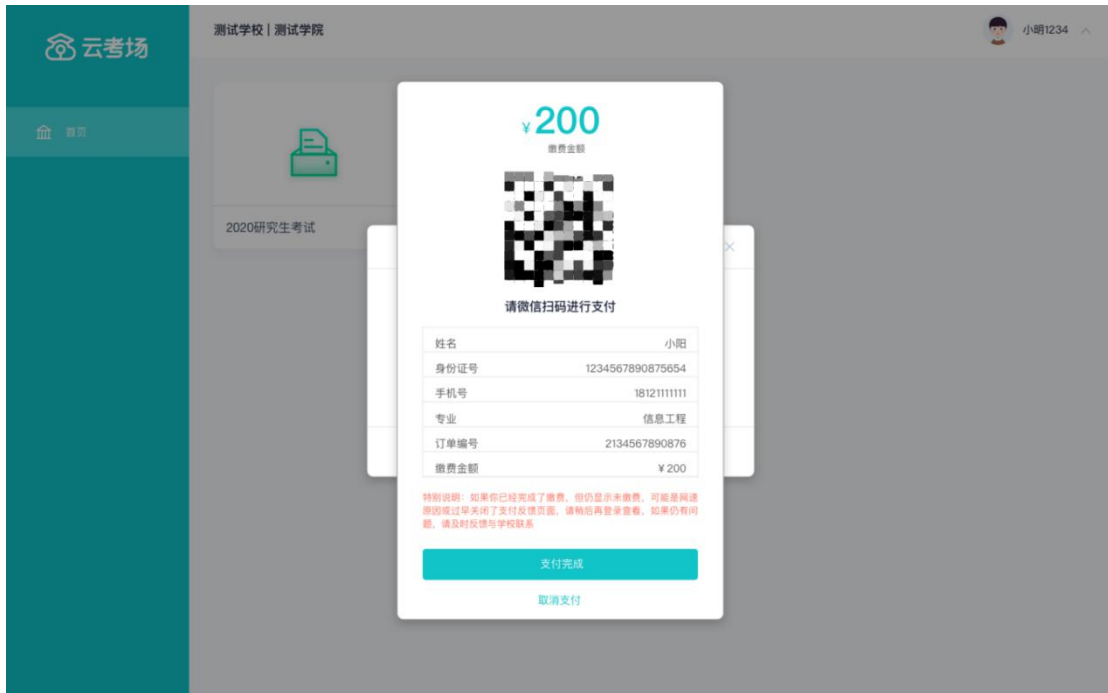 云考场
测试学校 | 测试学院
小明1234
首页
2020研究生考试
¥200
缴费金额
请微信扫码进行支付
姓名 小阳
身份证号 1234567890875654
手机号 18121111111
专业 信息工程
订单编号 2134567890876
缴费金额 ¥200
特别说明：如果你已经完成了缴费，但仍显示未缴费，可能是网速
原因或过早关闭了支付反馈页面，请稍后再登录查看，如果仍有问
题，请及时反馈与学校联系
支付完成
取消支付